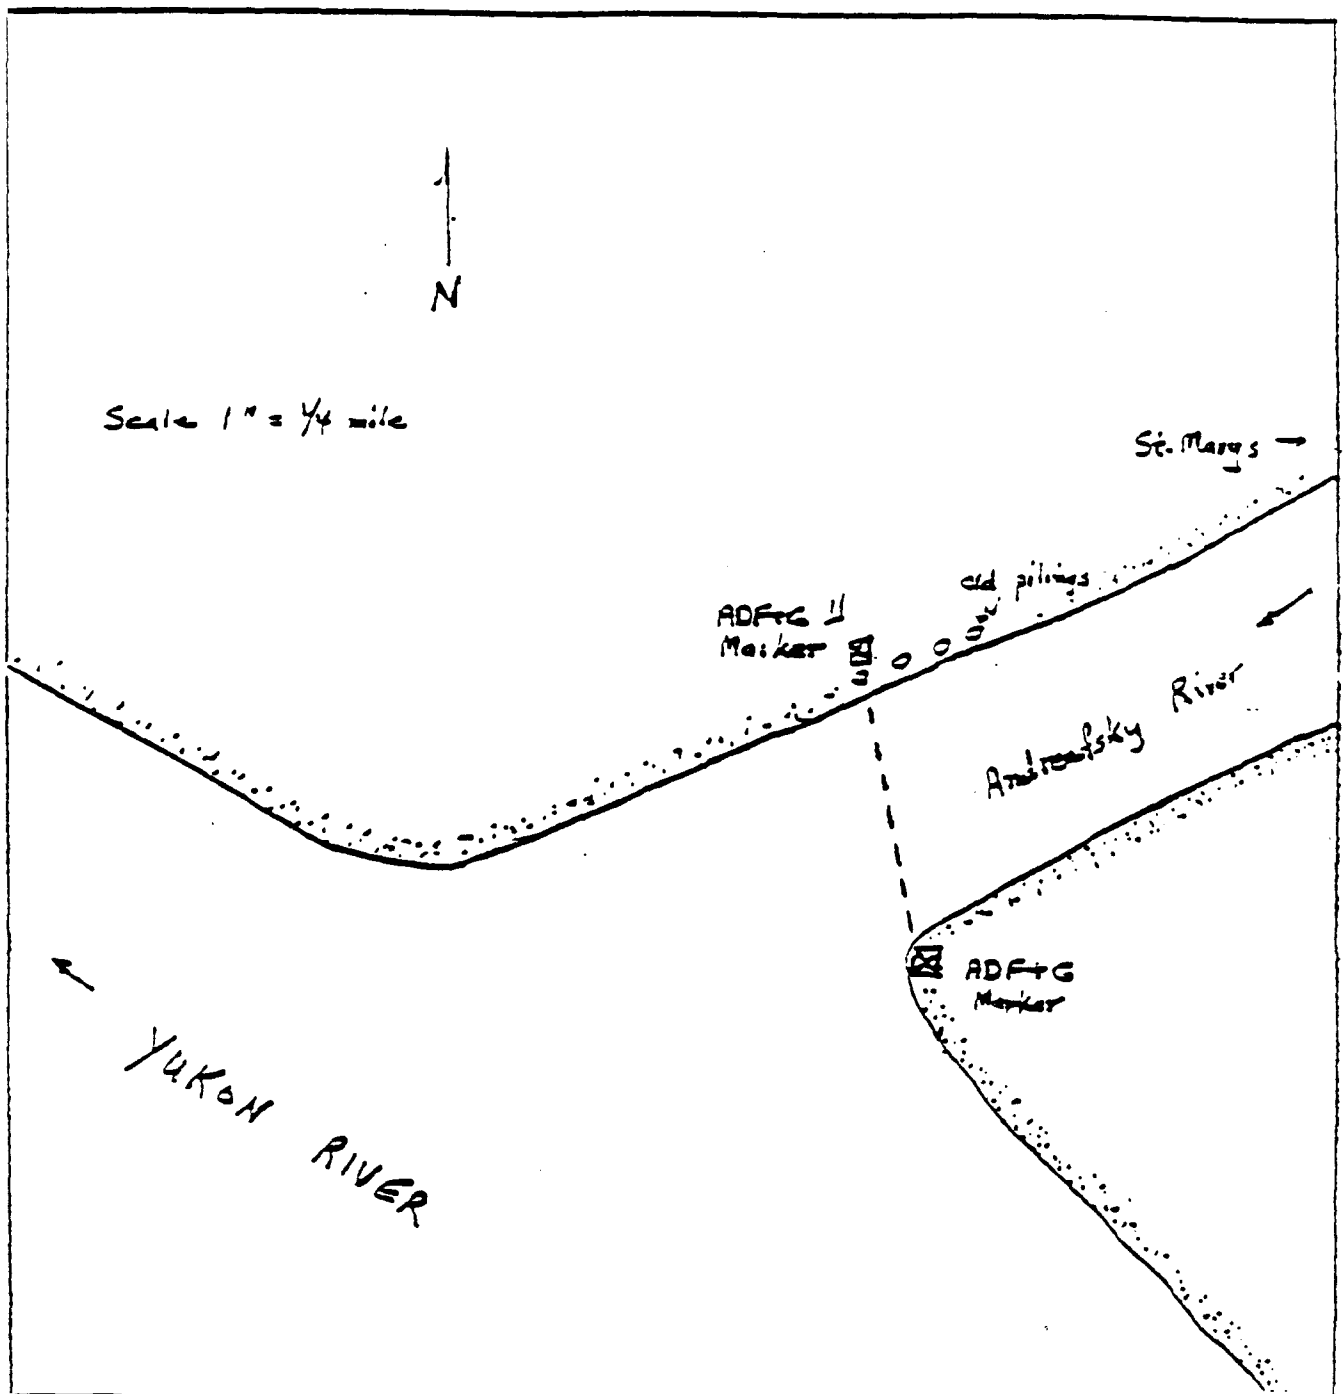 N
Scale 1" = 1/4 mile
St. Marys →
old pilings
ADF+G
Marker
Andreafsky River
ADF+G
Marker
YUKON RIVER